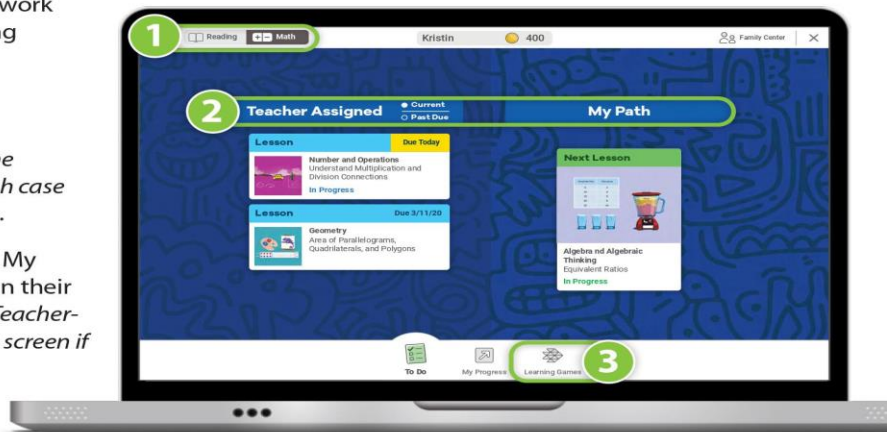 work
ng
ne
h case
.
My
n their
Teacher-
screen if
1
Reading
Math
Kristin
400
Family Center
2
Teacher Assigned
Current
Past Due
My Path
Lesson
Due Today
Number and Operations
Understand Multiplication and
Division Connections
In Progress
Lesson
Due 3/11/20
Geometry
Area of Parallelograms,
Quadrilaterals, and Polygons
Next Lesson
Algebra nd Algebraic
Thinking
Equivalent Ratios
In Progress
To Do
My Progress
Learning Games
3